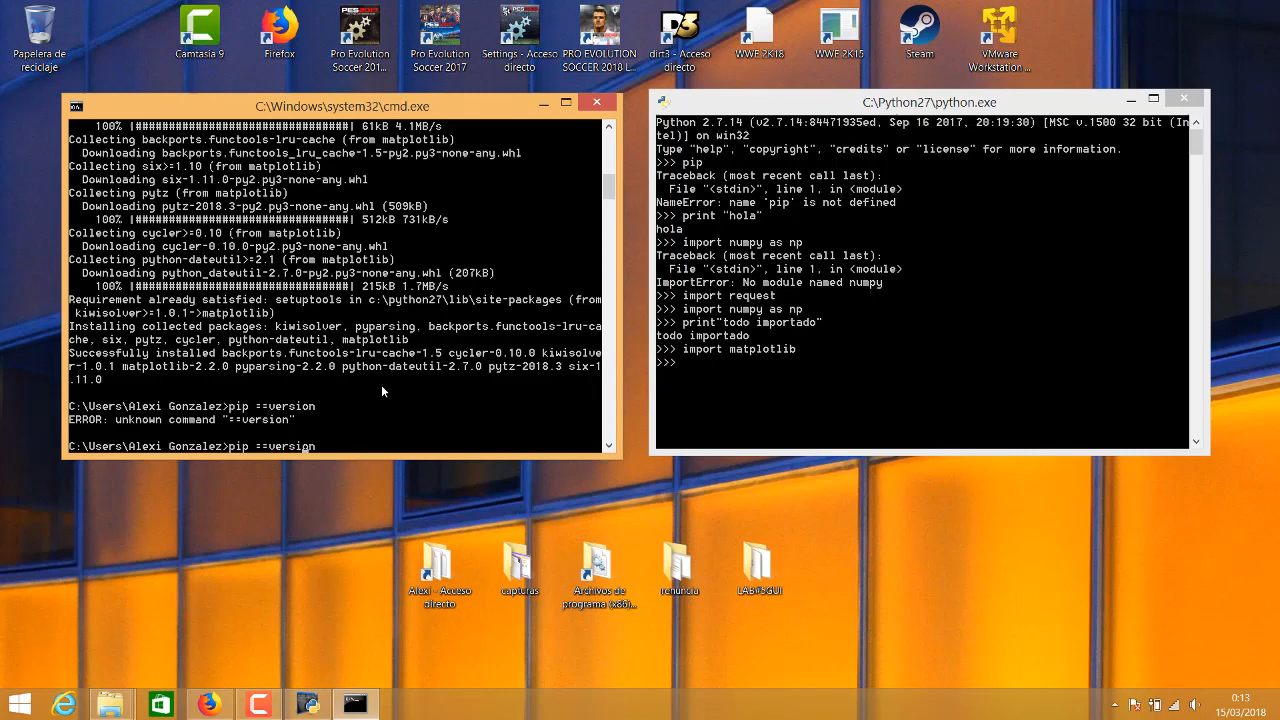 Papelera de
reciclaje
Camtasia 9
Firefox
Pro Evolution
Soccer 201...
Pro Evolution
Soccer 2017
Settings - Acceso
directo
PRO EVOLUTION
SOCCER 2018 L...
dirt3 - Acceso
directo
WWE 2K18
WWE 2K15
Steam
VMware
Workstation ...
C:\Windows\system32\cmd.exe
100% |################################| 61kB 4.1MB/s
Collecting backports.functools-lru-cache (from matplotlib)
Downloading backports.functools_lru_cache-1.5-py2.py3-none-any.whl
Collecting six>=1.10 (from matplotlib)
Downloading six-1.11.0-py2.py3-none-any.whl
Collecting pytz (from matplotlib)
Downloading pytz-2018.3-py2.py3-none-any.whl (509kB)
100% |################################| 512kB 731kB/s
Collecting cycler>=0.10 (from matplotlib)
Downloading cycler-0.10.0-py2.py3-none-any.whl
Collecting python-dateutil>=2.1 (from matplotlib)
Downloading python_dateutil-2.7.0-py2.py3-none-any.whl (207kB)
100% |################################| 215kB 1.7MB/s
Requirement already satisfied: setuptools in c:\python27\lib\site-packages (from
kiwisolver>=1.0.1->matplotlib)
Installing collected packages: kiwisolver, pyparsing, backports.functools-lru-ca
che, six, pytz, cycler, python-dateutil, matplotlib
Successfully installed backports.functools-lru-cache-1.5 cycler-0.10.0 kiwisolve
r-1.0.1 matplotlib-2.2.0 pyparsing-2.2.0 python-dateutil-2.7.0 pytz-2018.3 six-1
.11.0
C:\Users\Alexi Gonzalez>pip ==version
ERROR: unknown command "==version"
C:\Users\Alexi Gonzalez>pip ==version
C:\Python27\python.exe
Python 2.7.14 (v2.7.14:84471935ed, Sep 16 2017, 20:19:30) [MSC v.1500 32 bit (In
tel)] on win32
Type "help", "copyright", "credits" or "license" for more information.
>>> pip
Traceback (most recent call last):
File "<stdin>", line 1, in <module>
NameError: name 'pip' is not defined
>>> print "hola"
hola
>>> import numpy as np
Traceback (most recent call last):
File "<stdin>", line 1, in <module>
ImportError: No module named numpy
>>> import request
>>> import numpy as np
>>> print"todo importado"
todo importado
>>> import matplotlib
>>>
Alexi - Acceso
directo
capturas
Archivos de
programa (x86)...
renuncia
LAB#5GUI
0:13
15/03/2018